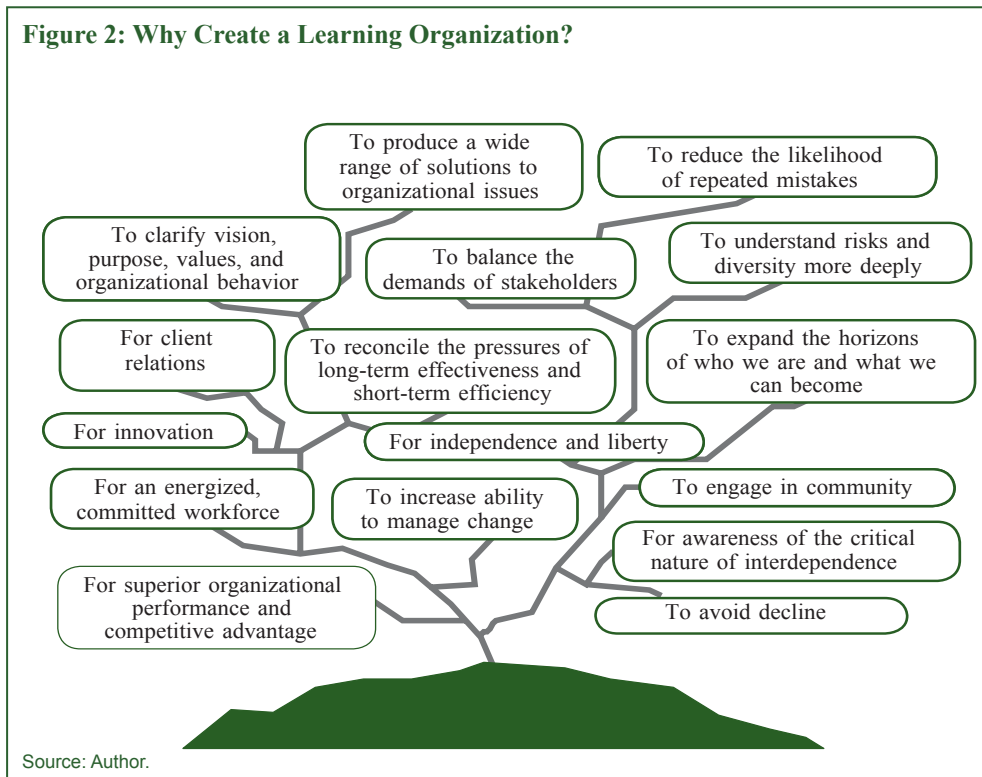 Figure 2: Why Create a Learning Organization?
To produce a wide
range of solutions to
organizational issues
To reduce the likelihood
of repeated mistakes
To clarify vision,
purpose, values, and
organizational behavior
To balance the
demands of stakeholders
To understand risks and
diversity more deeply
For client
relations
To reconcile the pressures of
long-term effectiveness and
short-term efficiency
To expand the horizons
of who we are and what we
can become
For innovation
For independence and liberty
For an energized,
committed workforce
To increase ability
to manage change
To engage in community
For awareness of the critical
nature of interdependence
For superior organizational
performance and
competitive advantage
To avoid decline
Source: Author.